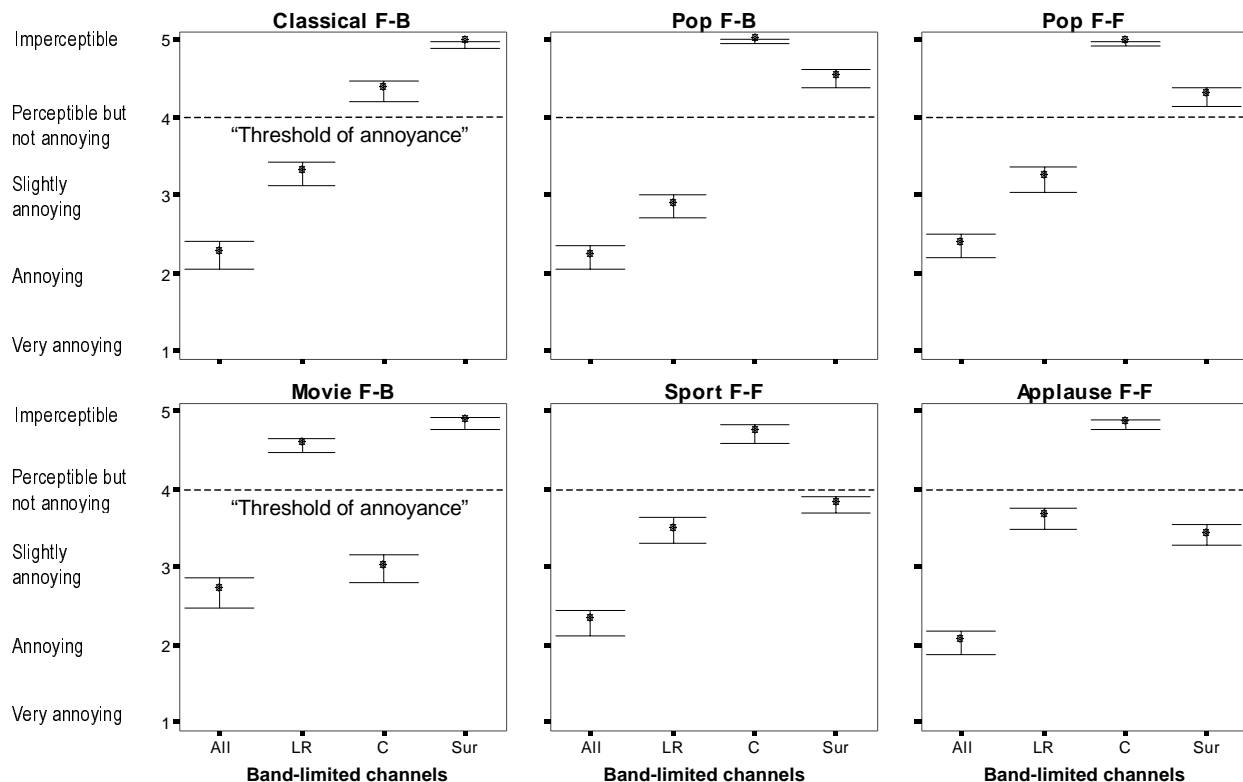 Classical F-B
Pop F-B
Pop F-F
Imperceptible
Perceptible but
not annoying
Slightly
annoying
Annoying
Very annoying
5
4
3
2
1
"Threshold of annoyance"
Movie F-B
Sport F-F
Applause F-F
Imperceptible
Perceptible but
not annoying
Slightly
annoying
Annoying
Very annoying
5
4
3
2
1
"Threshold of annoyance"
All LR C Sur
All LR C Sur
All LR C Sur
Band-limited channels
Band-limited channels
Band-limited channels